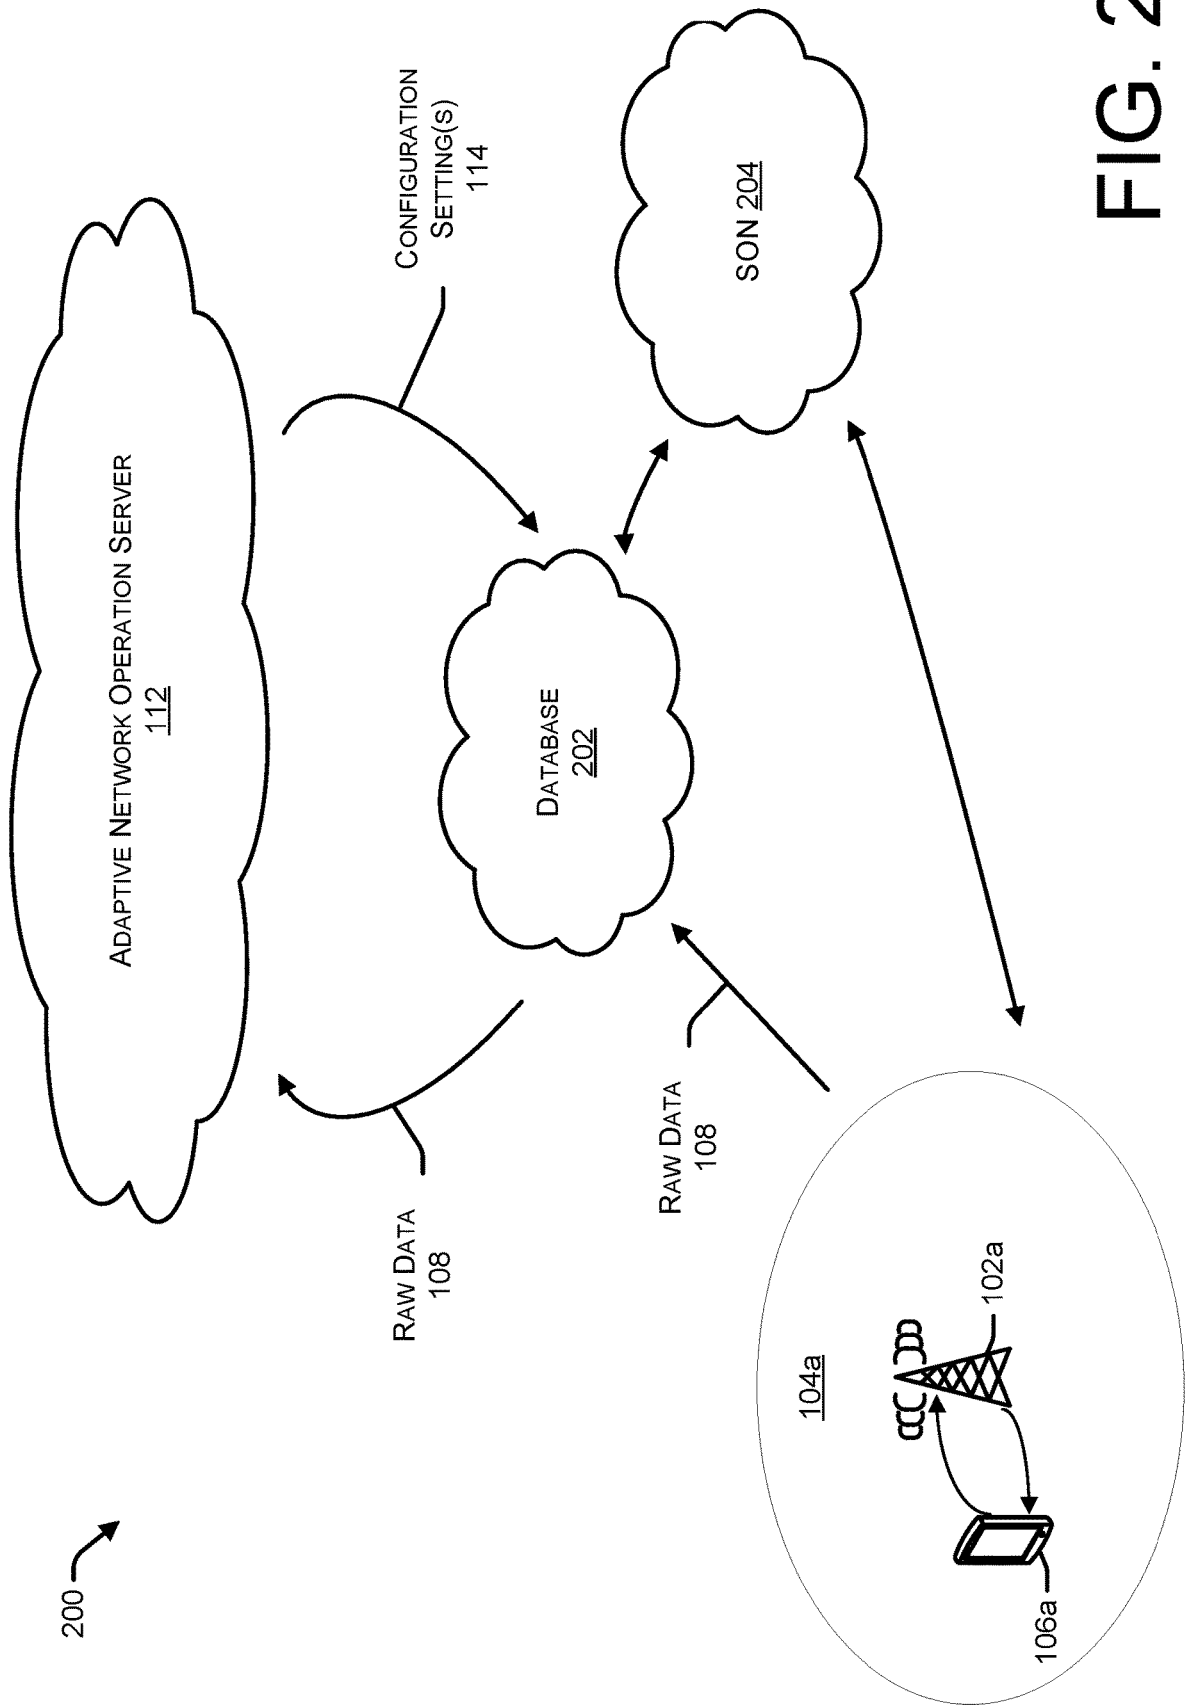 200
ADAPTIVE NETWORK OPERATION SERVER
112
RAW DATA
108
CONFIGURATION
SETTING(S)
114
DATABASE
202
RAW DATA
108
SON 204
104a
102a
106a
FIG. 2